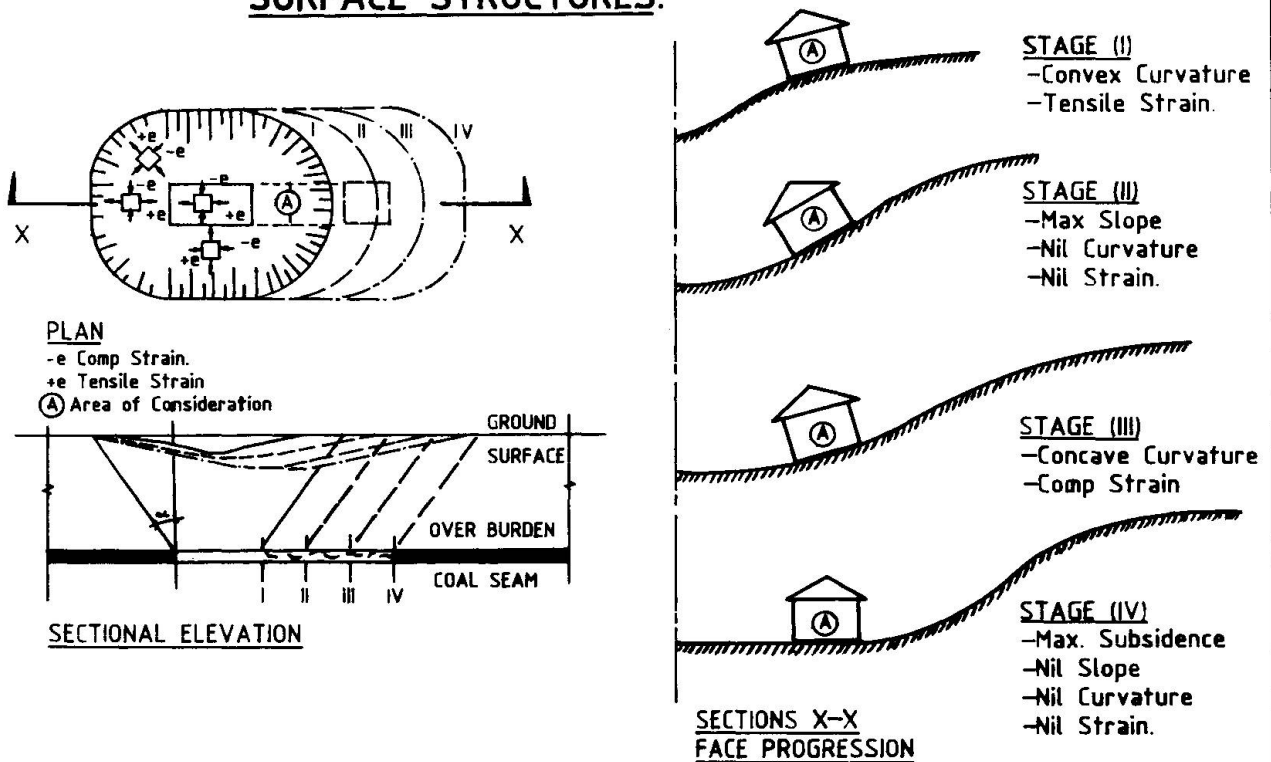 SURFACE STRUCTURES.
I II III IV
+e
-e
-e
-e
+e
+e
A
X
X
-e
+e
PLAN
-e Comp Strain.
+e Tensile Strain
A Area of Consideration
GROUND
SURFACE
α
OVER BURDEN
COAL SEAM
I II III IV
SECTIONAL ELEVATION
A
STAGE (I)
-Convex Curvature
-Tensile Strain.
A
STAGE (II)
-Max Slope
-Nil Curvature
-Nil Strain.
A
STAGE (III)
-Concave Curvature
-Comp Strain
A
STAGE (IV)
-Max. Subsidence
-Nil Slope
-Nil Curvature
-Nil Strain.
SECTIONS X-X
FACE PROGRESSION